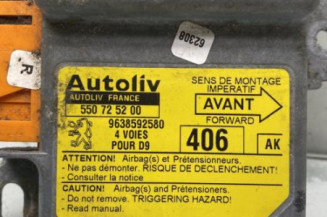 62308
R
Autoliv
AUTOLIV FRANCE
550 72 52 00
9638592580
4 VOIES
POUR D9
SENS DE MONTAGE
IMPERATIF
AVANT
FORWARD
406
AK
ATTENTION! Airbag(s) et Prétensionneurs.
- Ne pas démonter. RISQUE DE DECLENCHEMENT!
- Consulter la notice
CAUTION! Airbag(s) and Pretensioners.
- Do not remove. TRIGGERING HAZARD!
- Read manual.